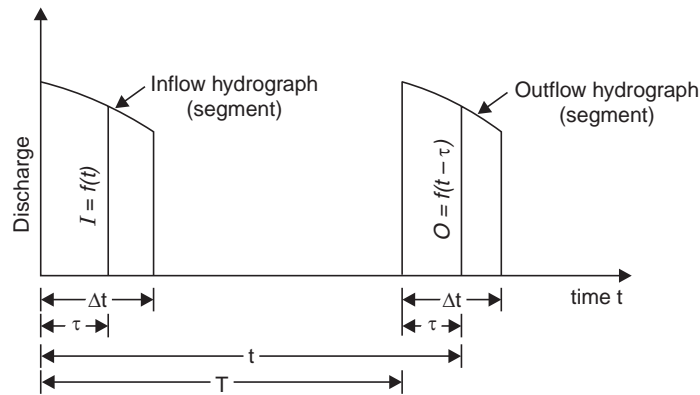 Inflow hydrograph
(segment)
Outflow hydrograph
(segment)
Discharge
I = f(t)
O = f(t – τ)
time t
Δt
Δt
τ
τ
t
T